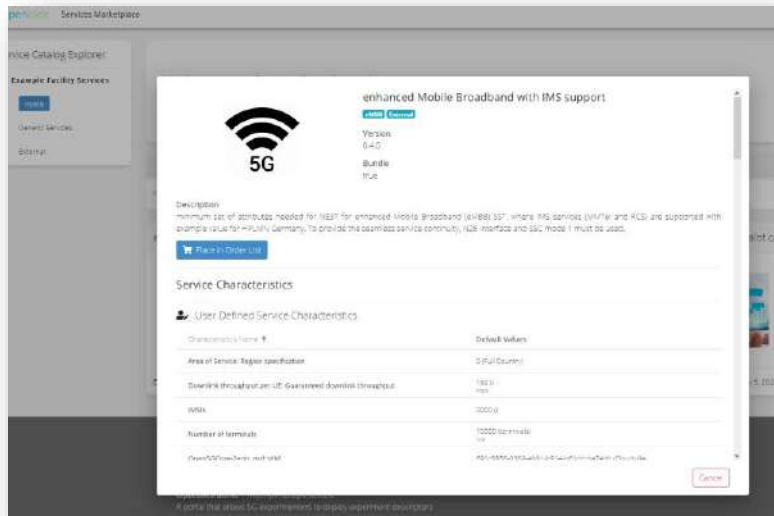 Services Marketplace
Service Catalog Explorer
Example Facility Services
General Services
External
enhanced Mobile Broadband with IMS support
eMBB External
Version
0.4.0
Bundle
true
5G
Description
minimum set of attributes needed for NEST for enhanced Mobile Broadband (eMBB) SST, where IMS services (MMTel and RCS) are supported with
example value for HPLMN Germany. To provide the seamless service continuity, N26 interface and SSC mode 1 must be used.
Place in Order List
Service Characteristics
User Defined Service Characteristics
Characteristic Name
Default Values
Area of Service: Region specification
0 (Full Country)
Downlink throughput per UE: Guaranteed downlink throughput
Number of terminals
10000 (terminals)
Cancel
A portal that allows 5G experimenters to deploy experiment descriptors